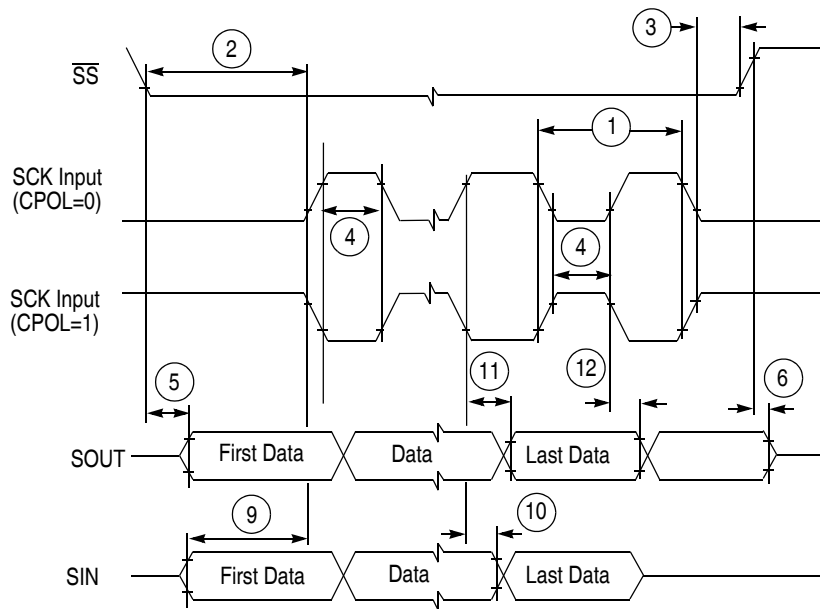 2
3
SS
1
SCK Input
(CPOL=0)
4
4
SCK Input
(CPOL=1)
5
11
12
6
SOUT
First Data
Data
Last Data
9
10
SIN
First Data
Data
Last Data